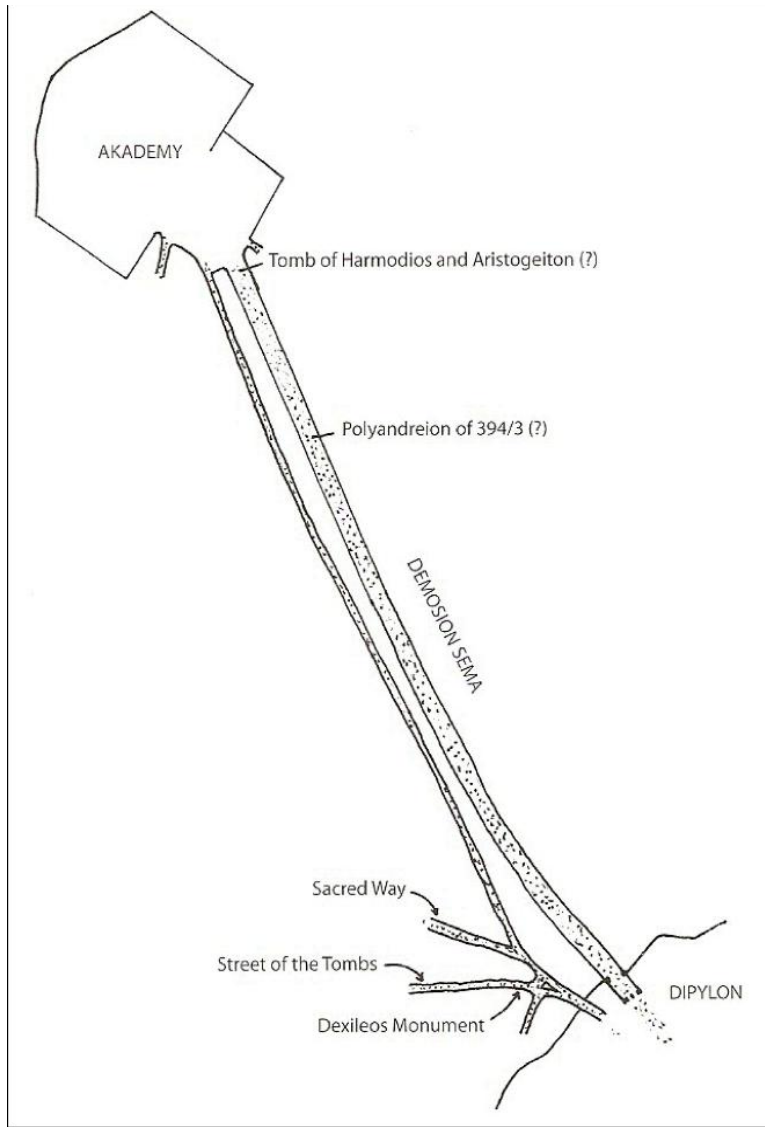 AKADEMY
Tomb of Harmodios and Aristogeiton (?)
Polyandreion of 394/3 (?)
DEMOSION SEMA
Sacred Way
Street of the Tombs
DIPYLON
Dexileos Monument